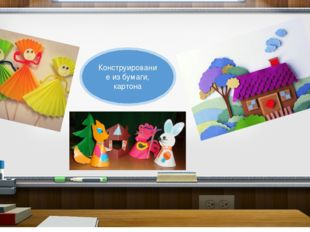 Конструировани
е из бумаги,
картона